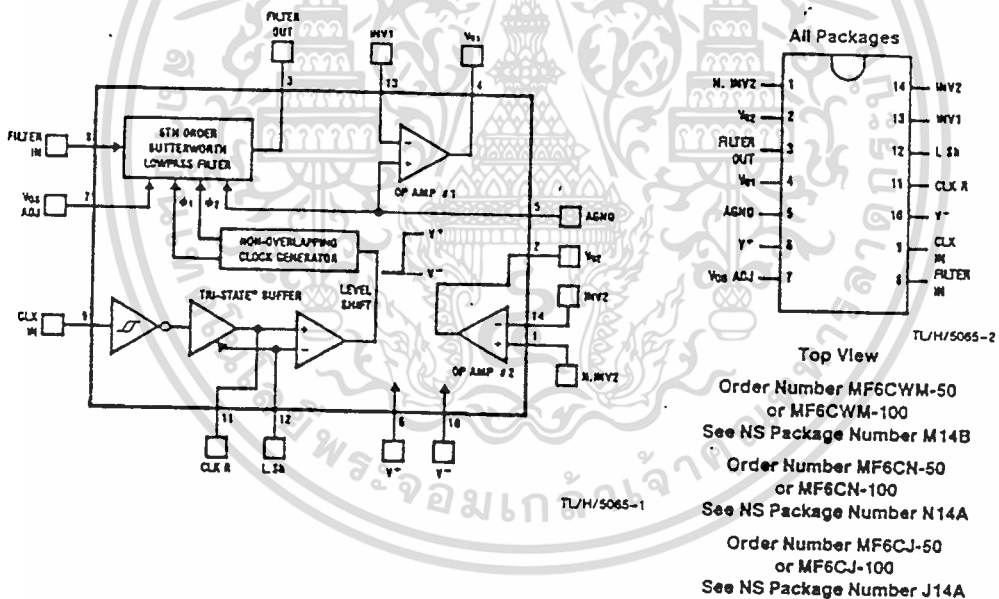 FILTER
OUT
INV1
Vo1
3
13
4
FILTER
IN
8
6TH ORDER
BUTTERWORTH
LOWPASS FILTER
Vos
ADJ
7
ϕ1
ϕ2
OP AMP #1
5
AGND
NON-OVERLAPPING
CLOCK GENERATOR
V+
V-
LEVEL
SHIFT
2
Vo2
INV2
14
1
N.INV2
OP AMP #2
TRI-STATE® BUFFER
CLK
IN
9
11
12
6
10
CLK R
L.Sh
V+
V-
TL/H/5065-1
All Packages
N. INV2
1
Vo2
2
FILTER
OUT
3
Vo1
4
AGND
5
V+
6
Vos ADJ
7
14
INV2
13
INV1
12
L Sh
11
CLK R
10
V-
9
CLK
IN
8
FILTER
IN
TL/H/5065-2
Top View
Order Number MF6CWM-50
or MF6CWM-100
See NS Package Number M14B
Order Number MF6CN-50
or MF6CN-100
See NS Package Number N14A
Order Number MF6CJ-50
or MF6CJ-100
See NS Package Number J14A